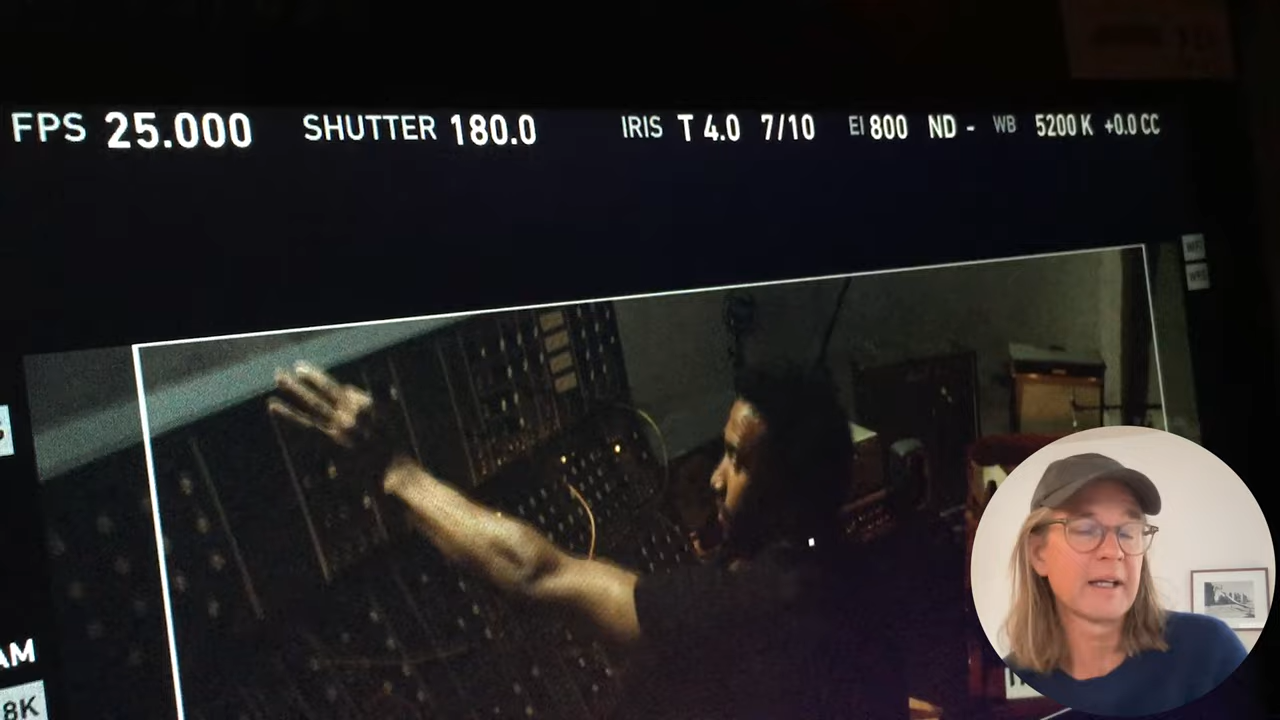 FPS 25.000 SHUTTER 180.0 IRIS T 4.0 7/10 EI 800 ND - WB 5200 K +0.0 CC
WiFi
AM
8K